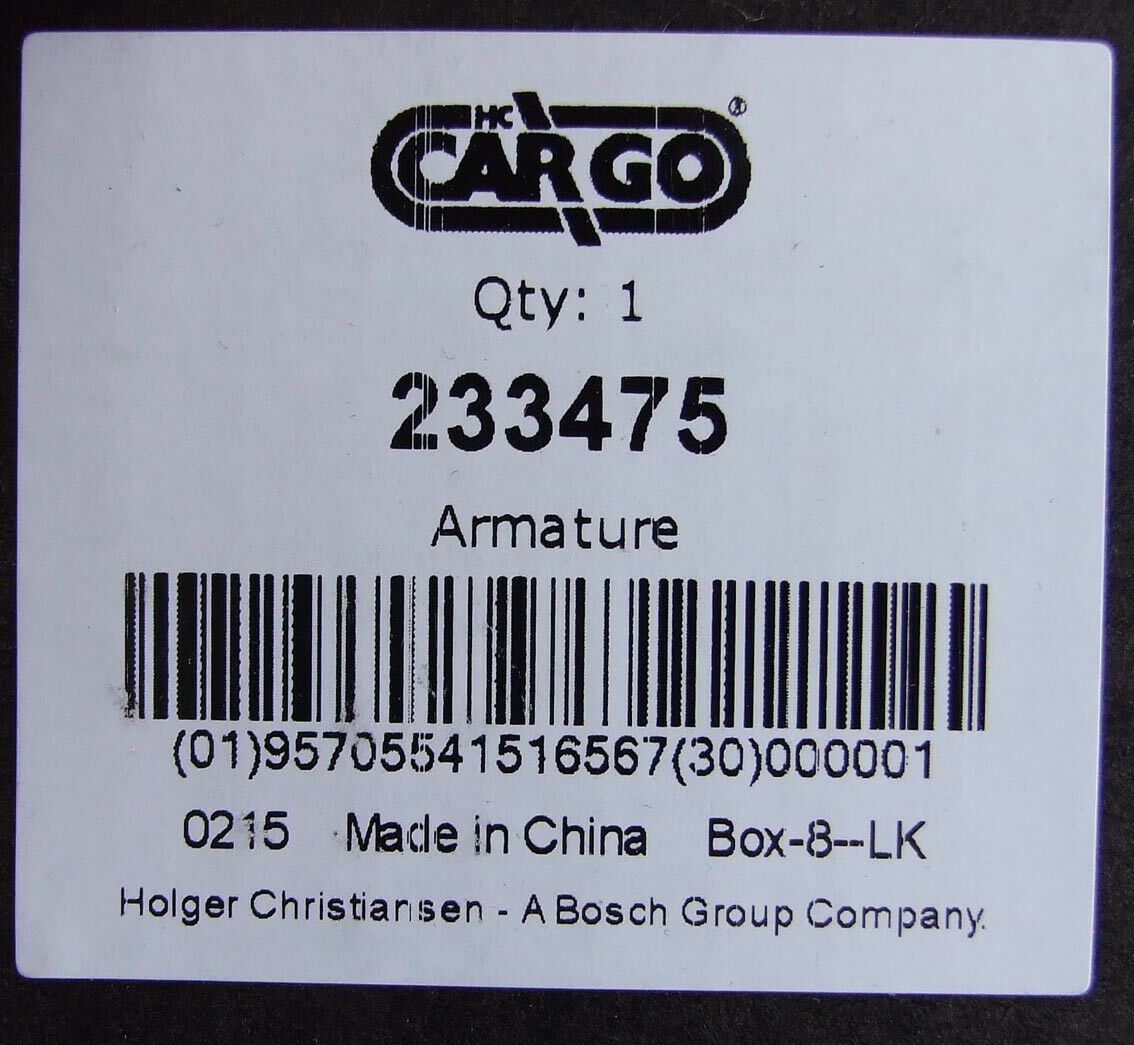 HC
CARGO®
Qty: 1
233475
Armature
(01)95705541516567(30)000001
0215 Made in China Box-8--LK
Holger Christiansen - A Bosch Group Company.